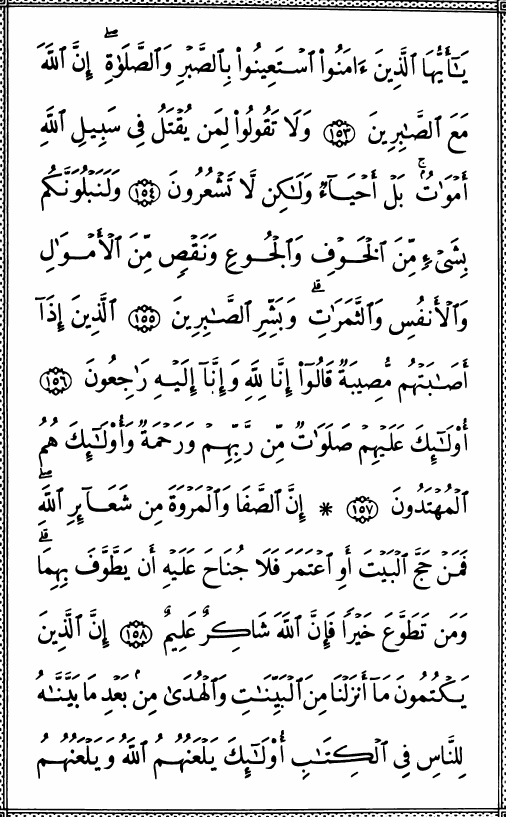 يَـٰٓأَيُّهَا ٱلَّذِينَ ءَامَنُوا۟ ٱسْتَعِينُوا۟ بِٱلصَّبْرِ وَٱلصَّلَوٰةِ ۚ إِنَّ ٱللَّهَ
مَعَ ٱلصَّـٰبِرِينَ ١٥٣ وَلَا تَقُولُوا۟ لِمَن يُقْتَلُ فِى سَبِيلِ ٱللَّهِ
أَمْوَٰتٌۢ ۚ بَلْ أَحْيَآءٌ وَلَـٰكِن لَّا تَشْعُرُونَ ١٥٤ وَلَنَبْلُوَنَّكُم
بِشَىْءٍ مِّنَ ٱلْخَوْفِ وَٱلْجُوعِ وَنَقْصٍ مِّنَ ٱلْأَمْوَٰلِ
وَٱلْأَنفُسِ وَٱلثَّمَرَٰتِ ۗ وَبَشِّرِ ٱلصَّـٰبِرِينَ ١٥٥ ٱلَّذِينَ إِذَآ
أَصَـٰبَتْهُم مُّصِيبَةٌ قَالُوٓا۟ إِنَّا لِلَّهِ وَإِنَّآ إِلَيْهِ رَٰجِعُونَ ١٥٦
أُو۟لَـٰٓئِكَ عَلَيْهِمْ صَلَوَٰتٌ مِّن رَّبِّهِمْ وَرَحْمَةٌ ۖ وَأُو۟لَـٰٓئِكَ هُمُ
ٱلْمُهْتَدُونَ ١٥٧ * إِنَّ ٱلصَّفَا وَٱلْمَرْوَةَ مِن شَعَآئِرِ ٱللَّهِ ۖ
فَمَنْ حَجَّ ٱلْبَيْتَ أَوِ ٱعْتَمَرَ فَلَا جُنَاحَ عَلَيْهِ أَن يَطَّوَّفَ بِهِمَا ۚ
وَمَن تَطَوَّعَ خَيْرًا فَإِنَّ ٱللَّهَ شَاكِرٌ عَلِيمٌ ١٥٨ إِنَّ ٱلَّذِينَ
يَكْتُمُونَ مَآ أَنزَلْنَا مِنَ ٱلْبَيِّنَـٰتِ وَٱلْهُدَىٰ مِنۢ بَعْدِ مَا بَيَّنَّـٰهُ
لِلنَّاسِ فِى ٱلْكِتَـٰبِ أُو۟لَـٰٓئِكَ يَلْعَنُهُمُ ٱللَّهُ وَيَلْعَنُهُمُ